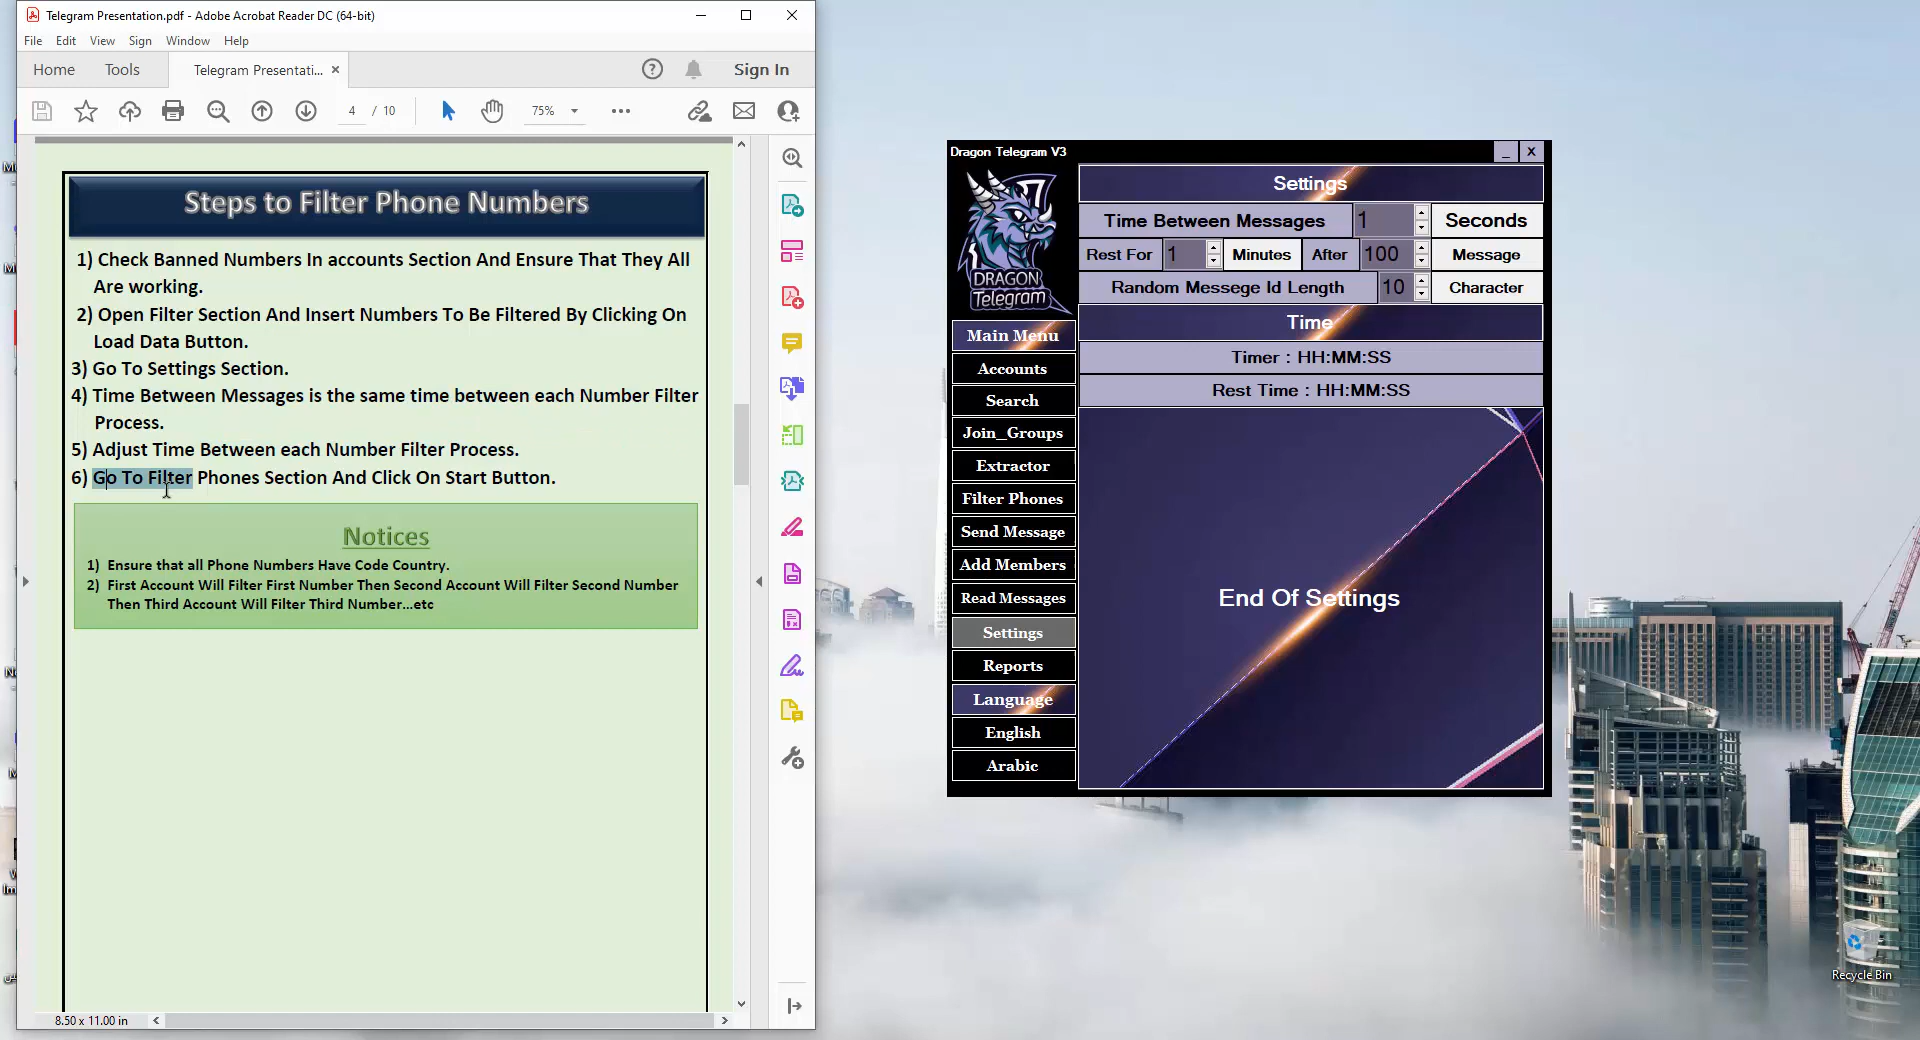 Telegram Presentation.pdf - Adobe Acrobat Reader DC (64-bit)
File Edit View Sign Window Help
Home Tools Telegram Presentati... Sign In
4 / 10 75%
Steps to Filter Phone Numbers
1) Check Banned Numbers In accounts Section And Ensure That They All
Are working.
2) Open Filter Section And Insert Numbers To Be Filtered By Clicking On
Load Data Button.
3) Go To Settings Section.
4) Time Between Messages is the same time between each Number Filter
Process.
5) Adjust Time Between each Number Filter Process.
6) Go To Filter Phones Section And Click On Start Button.
Notices
1) Ensure that all Phone Numbers Have Code Country.
2) First Account Will Filter First Number Then Second Account Will Filter Second Number
Then Third Account Will Filter Third Number...etc
8.50 x 11.00 in
Dragon Telegram V3
_ X
DRAGON
Telegram
Main Menu
Accounts
Search
Join_Groups
Extractor
Filter Phones
Send Message
Add Members
Read Messages
Settings
Reports
Language
English
Arabic
Settings
Time Between Messages 1 Seconds
Rest For 1 Minutes After 100 Message
Random Messege Id Length 10 Character
Time
Timer : HH:MM:SS
Rest Time : HH:MM:SS
End Of Settings
Recycle Bin